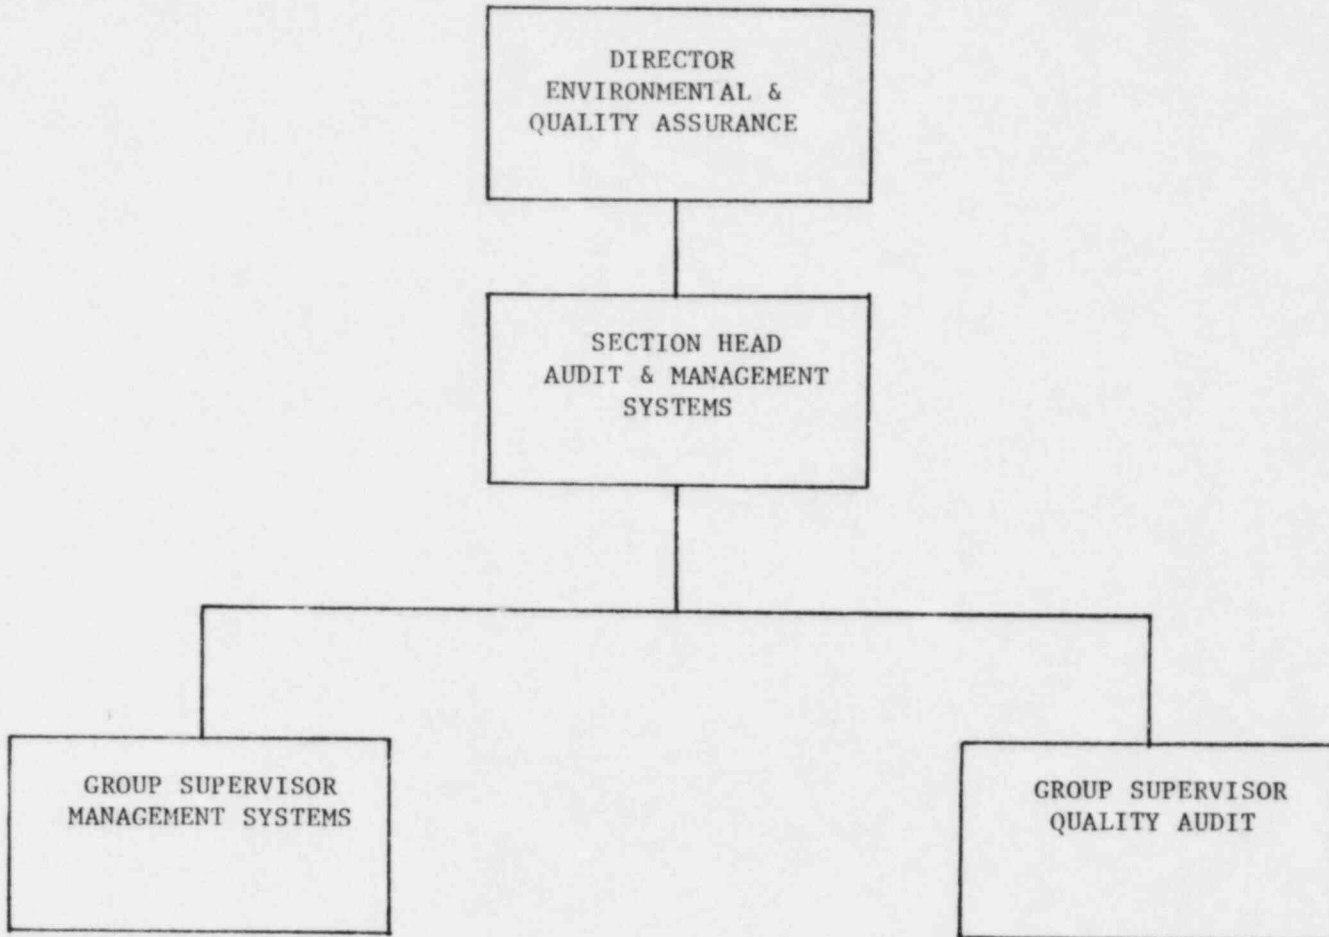 DIRECTOR
ENVIRONMENTAL &
QUALITY ASSURANCE
SECTION HEAD
AUDIT & MANAGEMENT
SYSTEMS
GROUP SUPERVISOR
MANAGEMENT SYSTEMS
GROUP SUPERVISOR
QUALITY AUDIT